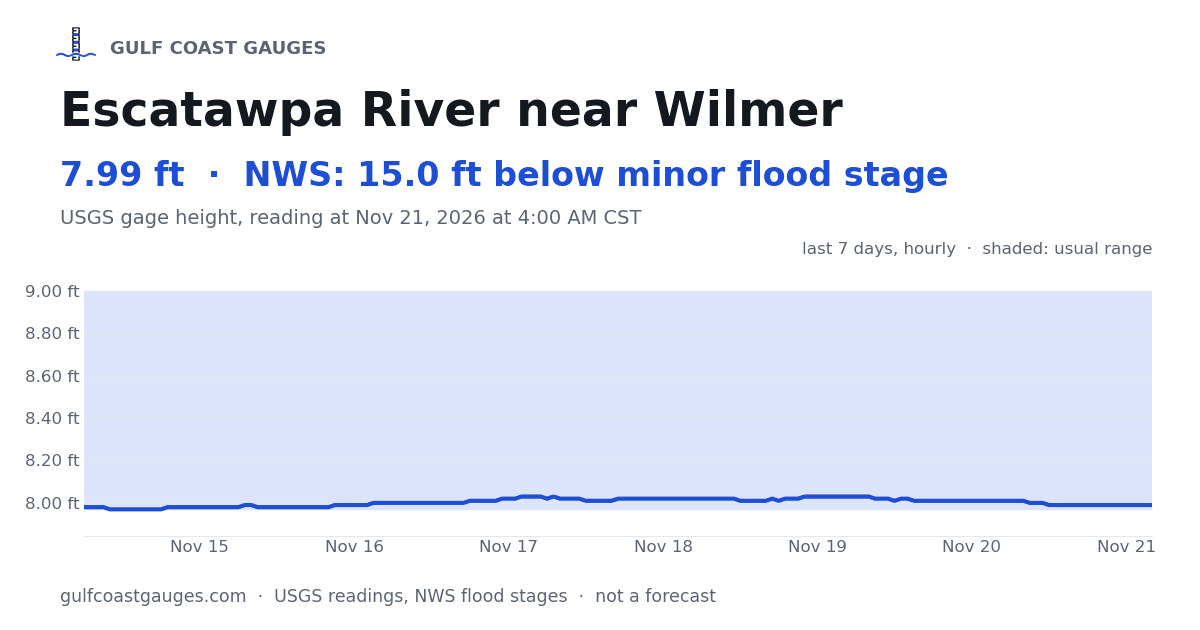 GULF COAST GAUGES
Escatawpa River near Wilmer
7.99 ft · NWS: 15.0 ft below minor flood stage
USGS gage height, reading at Nov 21, 2026 at 4:00 AM CST
last 7 days, hourly · shaded: usual range
9.00 ft
8.80 ft
8.60 ft
8.40 ft
8.20 ft
8.00 ft
Nov 15 Nov 16 Nov 17 Nov 18 Nov 19 Nov 20 Nov 21
gulfcoastgauges.com · USGS readings, NWS flood stages · not a forecast